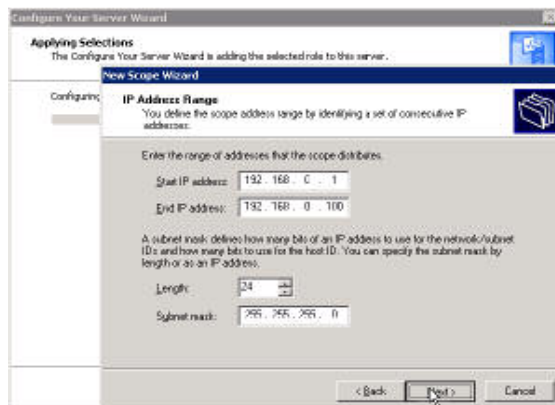 Configure Your Server Wizard
Applying Selections
The Configure Your Server Wizard is adding the selected role to this server.
Configuring
New Scope Wizard
IP Address Range
You define the scope address range by identifying a set of consecutive IP
addresses.
Enter the range of addresses that the scope distributes.
Start IP address: 192 . 168 . 0 . 1
End IP address: 192 . 168 . 0 . 100
A subnet mask defines how many bits of an IP address to use for the network/subnet
IDs and how many bits to use for the host ID. You can specify the subnet mask by
length or as an IP address.
Length: 24
Subnet mask: 255 . 255 . 255 . 0
< Back Next > Cancel